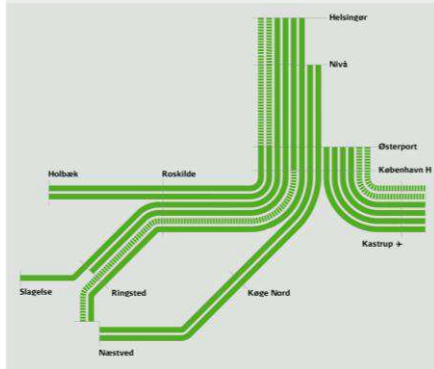 Helsingør
Nivå
Østerport
København H
Holbæk
Roskilde
Kastrup ✈
Slagelse
Ringsted
Køge Nord
Næstved